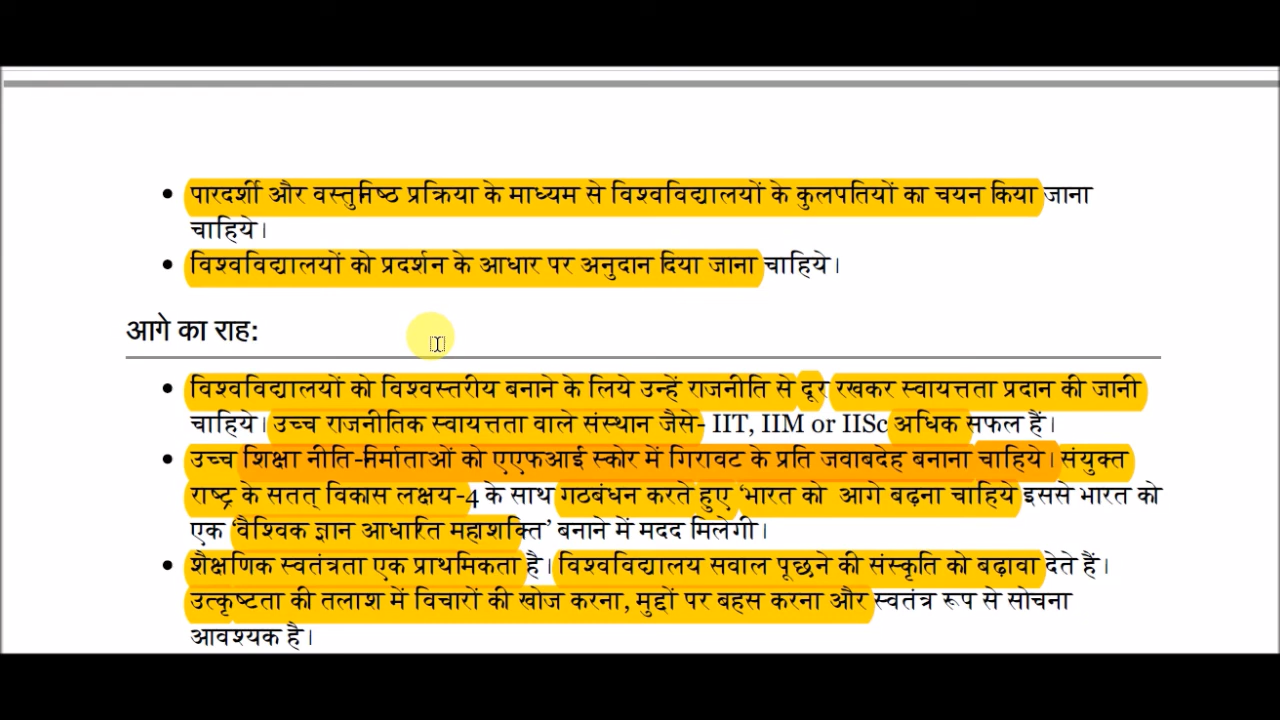 • पारदर्शी और वस्तुनिष्ठ प्रक्रिया के माध्यम से विश्वविद्यालयों के कुलपतियों का चयन किया जाना
चाहिये।
• विश्वविद्यालयों को प्रदर्शन के आधार पर अनुदान दिया जाना चाहिये।
आगे का राह:
• विश्वविद्यालयों को विश्वस्तरीय बनाने के लिये उन्हें राजनीति से दूर रखकर स्वायत्तता प्रदान की जानी
चाहिये। उच्च राजनीतिक स्वायत्तता वाले संस्थान जैसे- IIT, IIM or IISc अधिक सफल हैं।
• उच्च शिक्षा नीति-निर्माताओं को एएफआई स्कोर में गिरावट के प्रति जवाबदेह बनाना चाहिये। संयुक्त
राष्ट्र के सतत् विकास लक्षय-4 के साथ गठबंधन करते हुए 'भारत को आगे बढ़ना चाहिये इससे भारत को
एक 'वैश्विक ज्ञान आधारित महाशक्ति' बनाने में मदद मिलेगी।
• शैक्षणिक स्वतंत्रता एक प्राथमिकता है। विश्वविद्यालय सवाल पूछने की संस्कृति को बढ़ावा देते हैं।
उत्कृष्टता की तलाश में विचारों की खोज करना, मुद्दों पर बहस करना और स्वतंत्र रूप से सोचना
आवश्यक है।